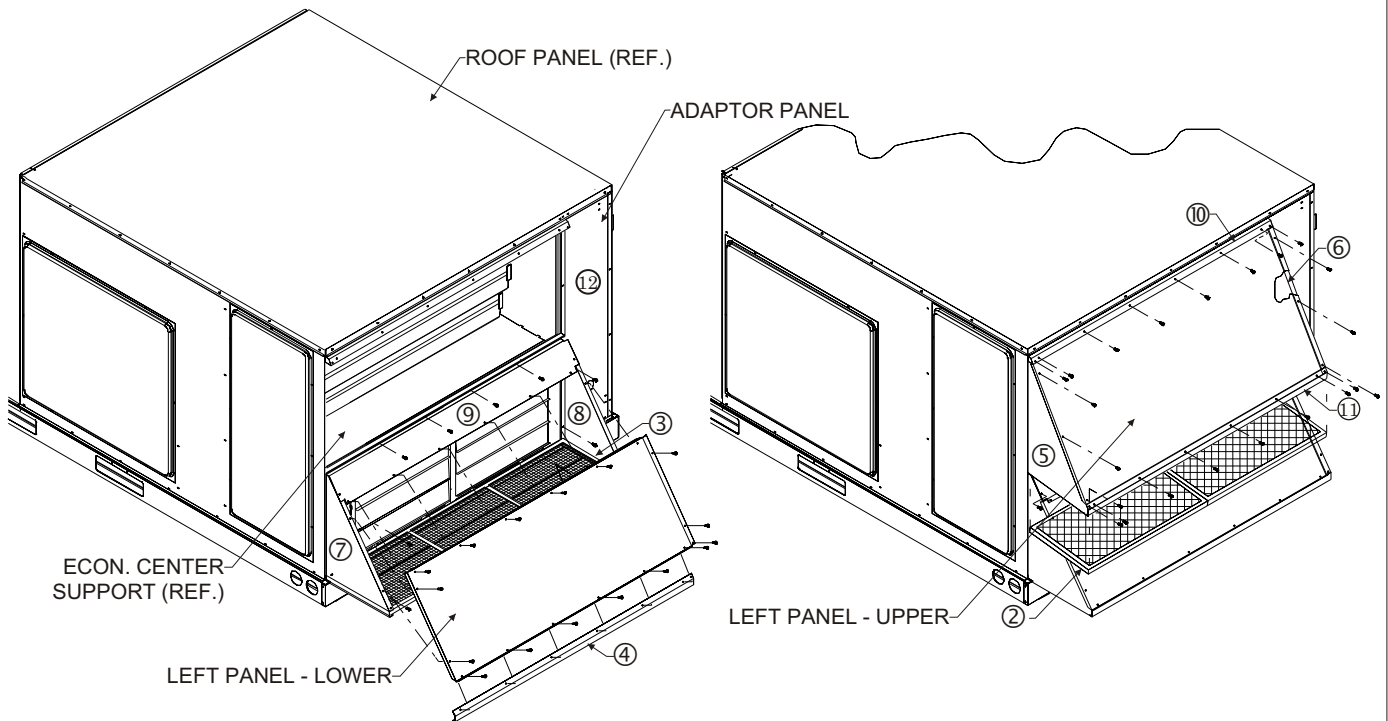 ROOF PANEL (REF.)
ADAPTOR PANEL
⑩
⑥
⑫
⑨
⑧
③
⑪
⑤
⑦
ECON. CENTER
SUPPORT (REF.)
LEFT PANEL - UPPER
②
④
LEFT PANEL - LOWER